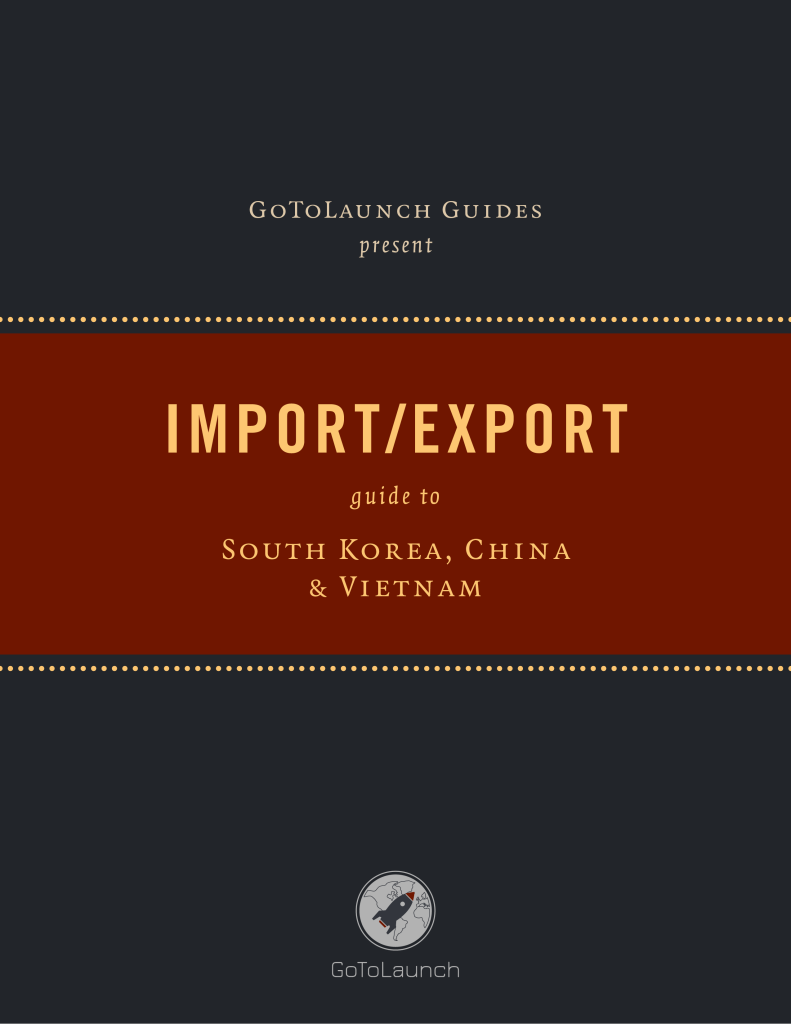 GoToLaunch Guides
present
IMPORT/EXPORT
guide to
South Korea, China
& Vietnam
GoToLaunch